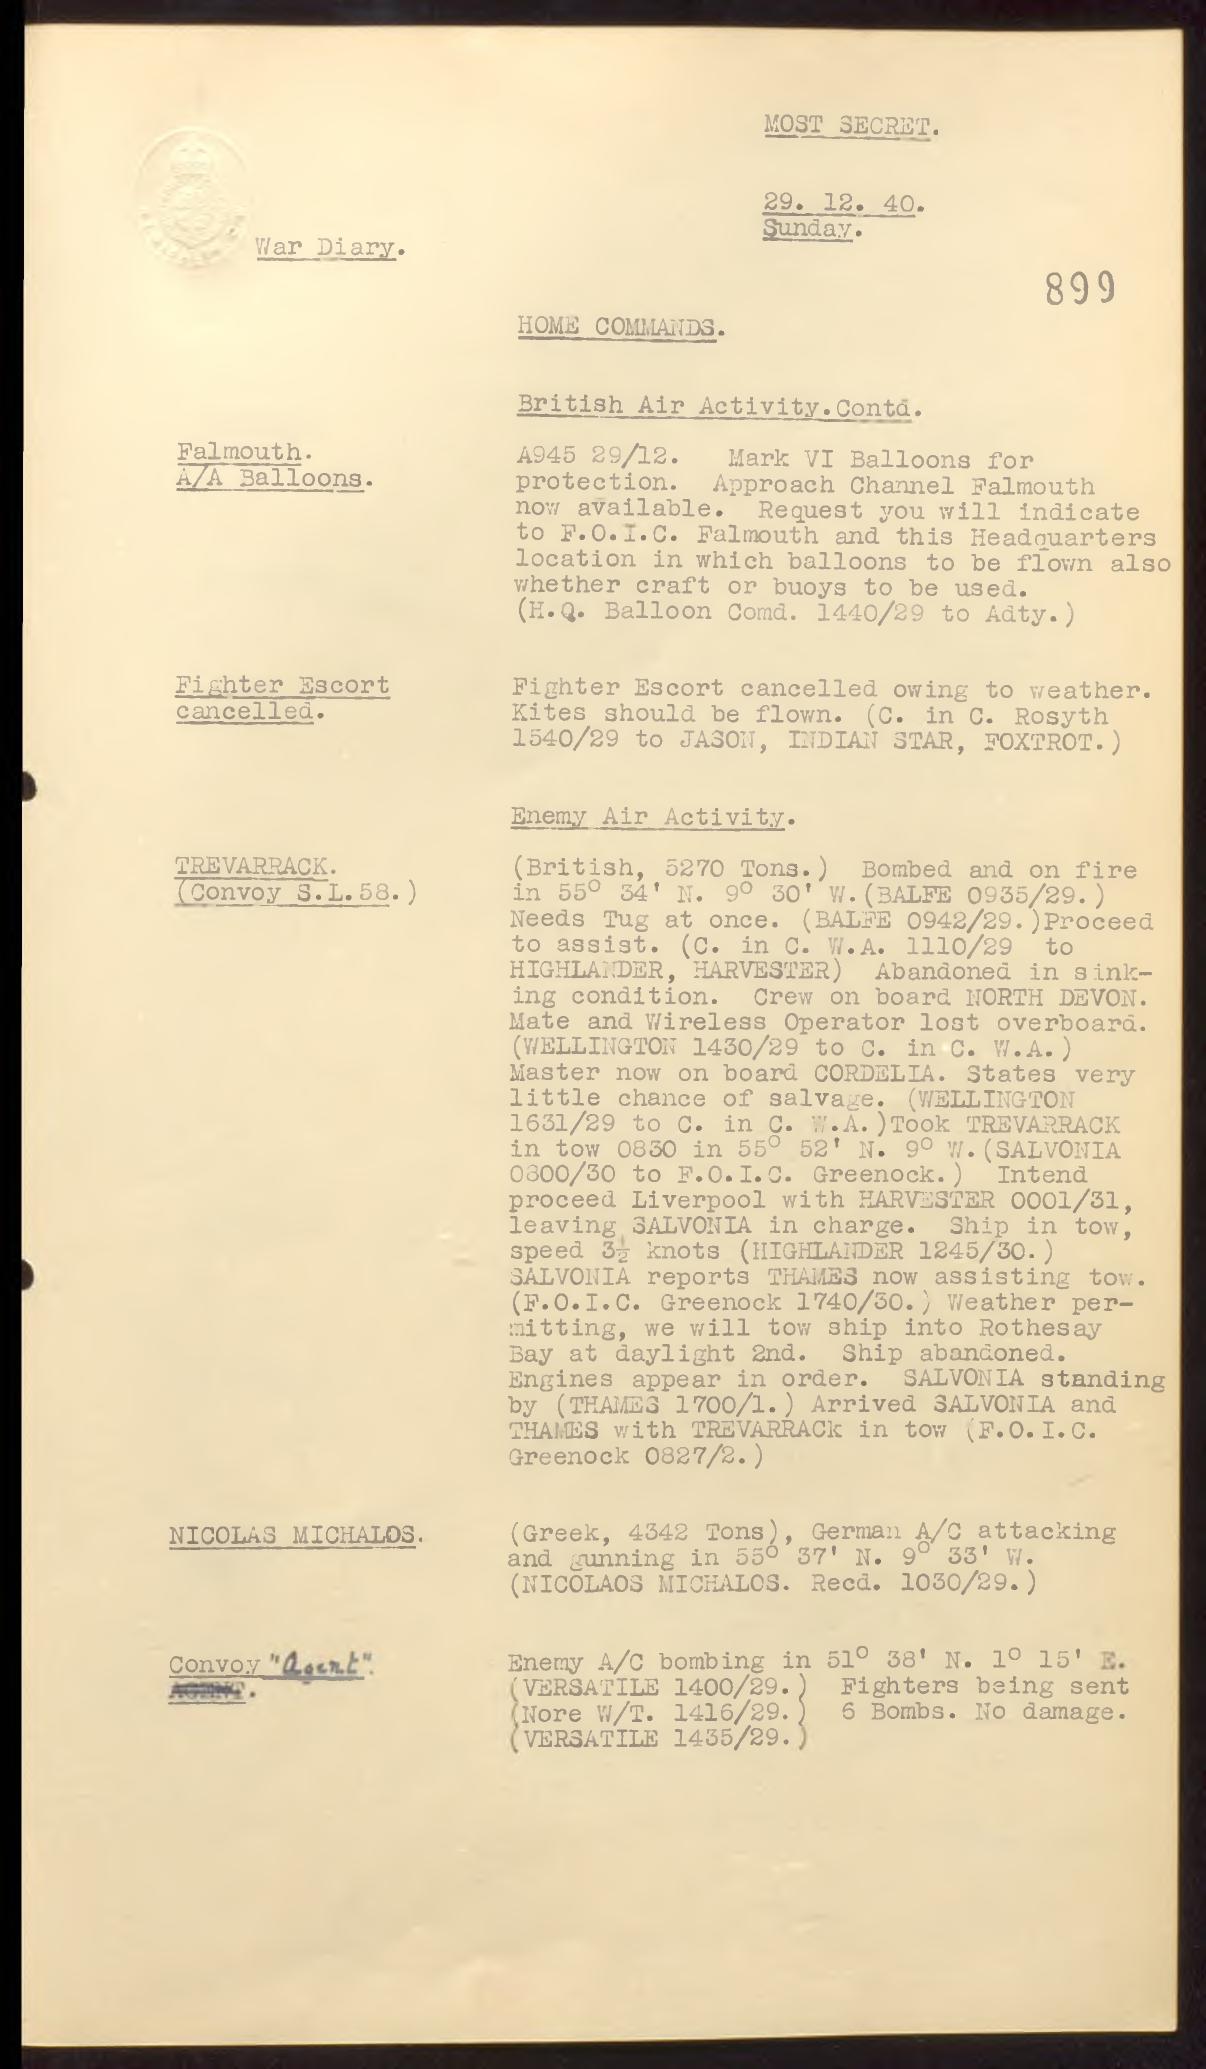 MOST SECRET.
29. 12. 40.
Sunday.
War Diary.
899
HOME COMMANDS.
British Air Activity.Contd.
Falmouth.
A/A Balloons.
A945 29/12. Mark VI Balloons for
protection. Approach Channel Falmouth
now available. Request you will indicate
to F.O.I.C. Falmouth and this Headquarters
location in which balloons to be flown also
whether craft or buoys to be used.
(H.Q. Balloon Comd. 1440/29 to Adty.)
Fighter Escort
cancelled.
Fighter Escort cancelled owing to weather.
Kites should be flown. (C. in C. Rosyth
1540/29 to JASON, INDIAN STAR, FOXTROT.)
Enemy Air Activity.
TREVARRACK.
(Convoy S.L.58.)
(British, 5270 Tons.) Bombed and on fire
in 55° 34' N. 9° 30' W.(BALFE 0935/29.)
Needs Tug at once. (BALFE 0942/29.)Proceed
to assist. (C. in C. W.A. 1110/29 to
HIGHLANDER, HARVESTER) Abandoned in sink-
ing condition. Crew on board NORTH DEVON.
Mate and Wireless Operator lost overboard.
(WELLINGTON 1430/29 to C. in C. W.A.)
Master now on board CORDELIA. States very
little chance of salvage. (WELLINGTON
1631/29 to C. in C. W.A.)Took TREVARRACK
in tow 0830 in 55° 52' N. 9° W.(SALVONIA
0800/30 to F.O.I.C. Greenock.) Intend
proceed Liverpool with HARVESTER 0001/31,
leaving SALVONIA in charge. Ship in tow,
speed 3½ knots (HIGHLANDER 1245/30.)
SALVONIA reports THAMES now assisting tow.
(F.O.I.C. Greenock 1740/30.) Weather per-
mitting, we will tow ship into Rothesay
Bay at daylight 2nd. Ship abandoned.
Engines appear in order. SALVONIA standing
by (THAMES 1700/1.) Arrived SALVONIA and
THAMES with TREVARRACk in tow (F.O.I.C.
Greenock 0827/2.)
NICOLAS MICHALOS.
(Greek, 4342 Tons), German A/C attacking
and gunning in 55° 37' N. 9° 33' W.
(NICOLAOS MICHALOS. Recd. 1030/29.)
Convoy "Agent".
AGENT.
Enemy A/C bombing in 51° 38' N. 1° 15' E.
(VERSATILE 1400/29.) Fighters being sent
(Nore W/T. 1416/29.) 6 Bombs. No damage.
(VERSATILE 1435/29.)